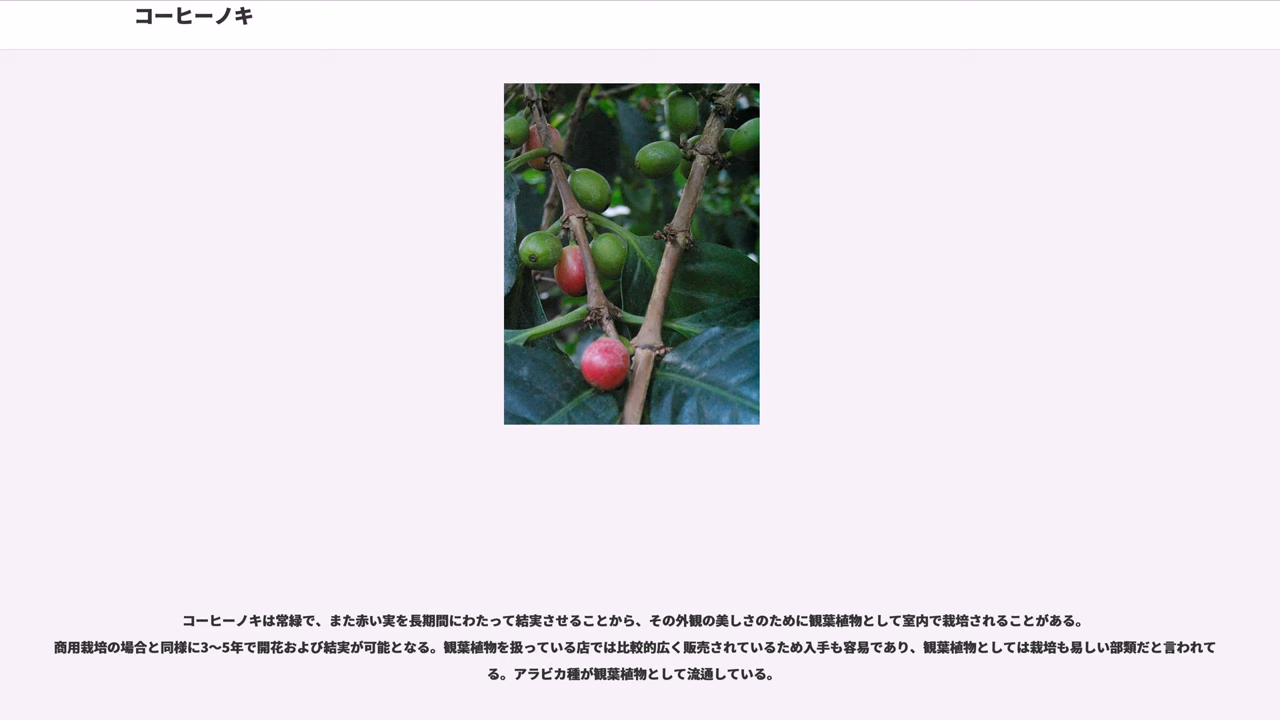 コーヒーノキ
コーヒーノキは常緑で、また赤い実を長期間にわたって結実させることから、その外観の美しさのために観葉植物として室内で栽培されることがある。
商用栽培の場合と同様に3〜5年で開花および結実が可能となる。観葉植物を扱っている店では比較的広く販売されているため入手も容易であり、観葉植物としては栽培も易しい部類だと言われて
る。アラビカ種が観葉植物として流通している。